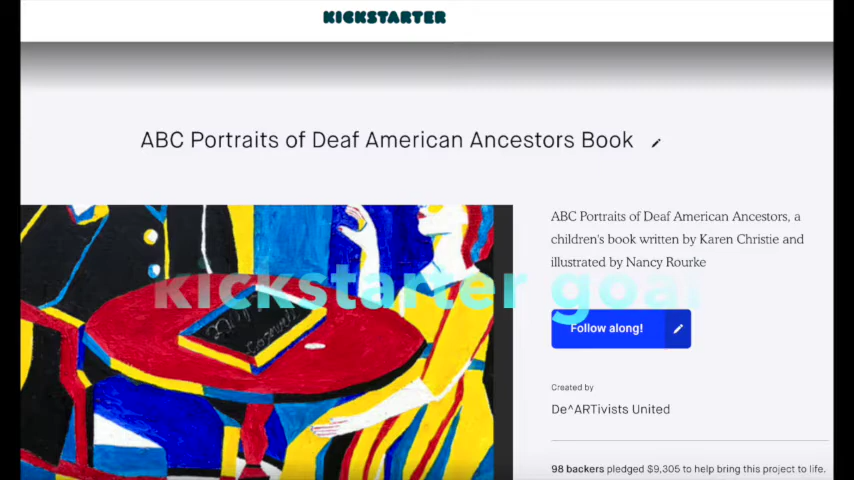 KICKSTARTER
ABC Portraits of Deaf American Ancestors Book
ABC Portraits of Deaf American Ancestors, a
children's book written by Karen Christie and
illustrated by Nancy Rourke
kickstarter goal
Follow along!
Created by
De^ARTivists United
98 backers pledged $9,305 to help bring this project to life.